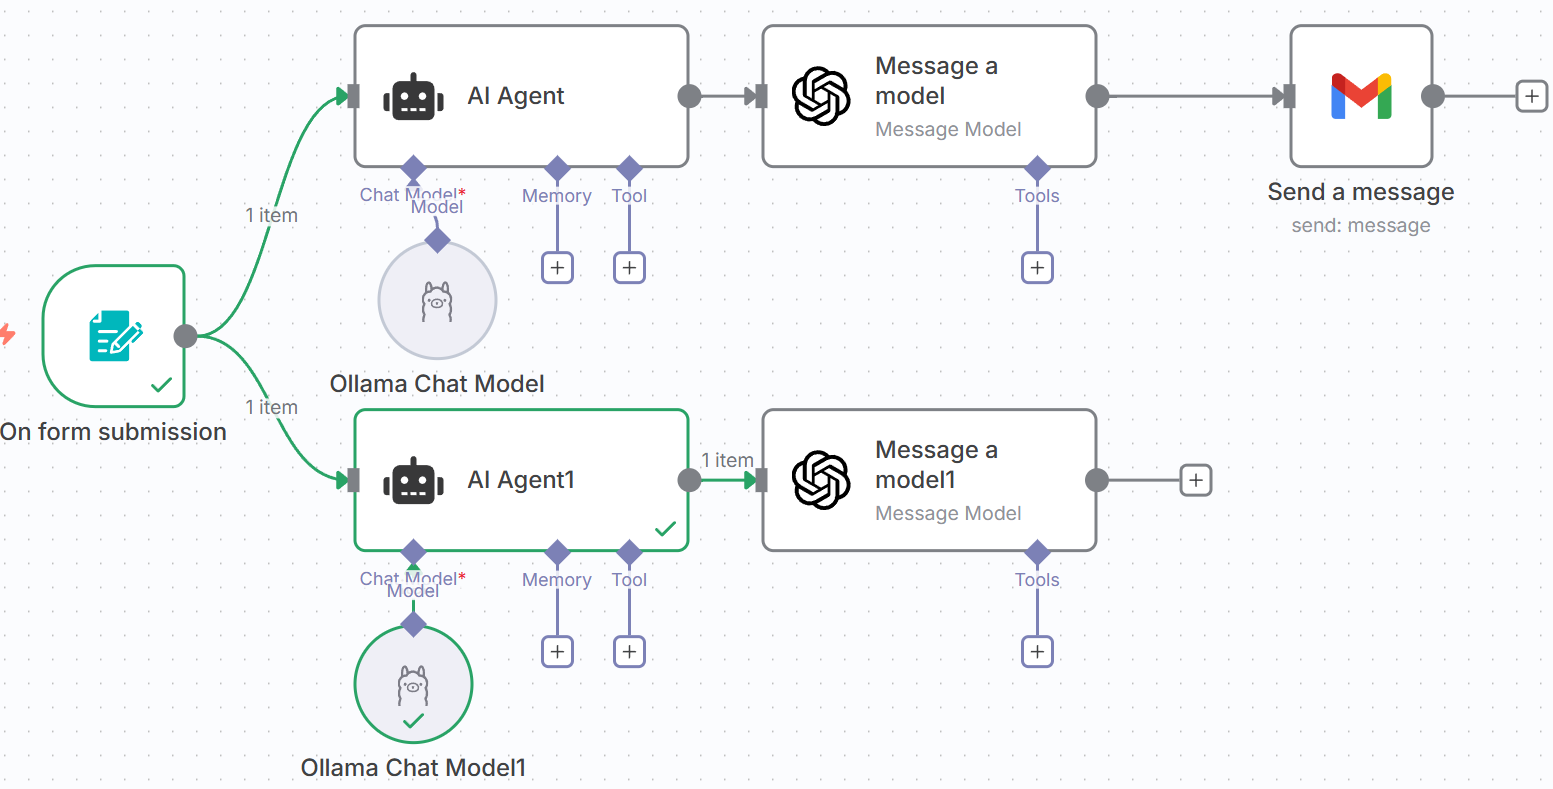 AI Agent
Message a
model
Message Model
Chat Model*
Model
Memory
Tool
Tools
Send a message
send: message
1 item
Ollama Chat Model
1 item
On form submission
AI Agent1
1 item
Message a
model1
Message Model
Chat Model*
Model
Memory
Tool
Tools
Ollama Chat Model1